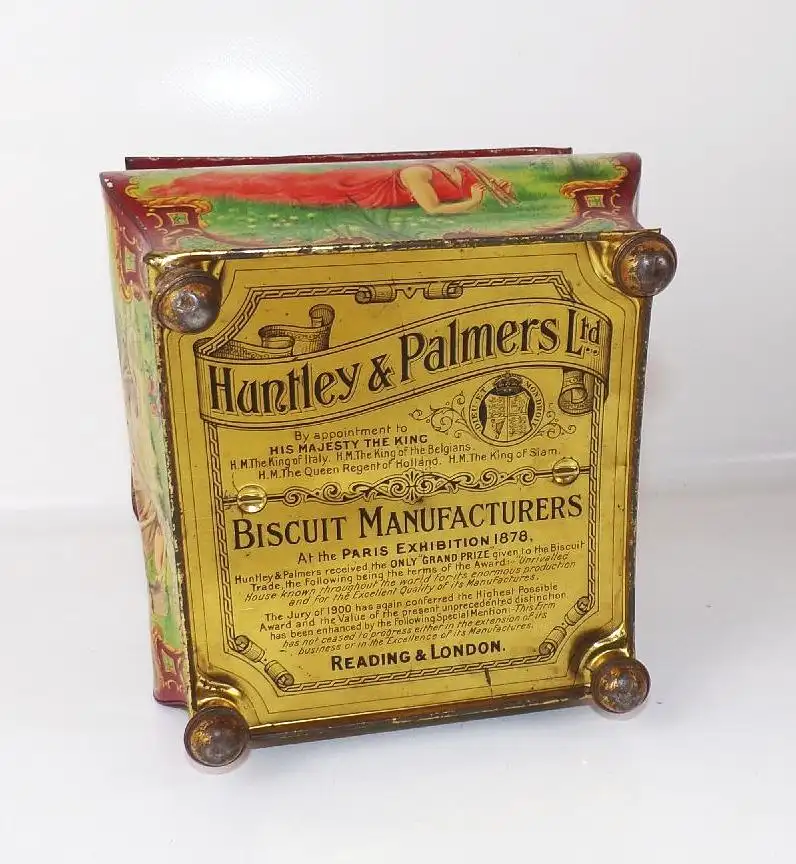 Huntley & Palmers Ltd.
DIEU·ET MON DROIT
By appointment to
HIS MAJESTY THE KING
H.M.The King of Italy. H.M.The King of the Belgians.
H.M.The Queen Regent of Holland. H.M.The King of Siam.
BISCUIT MANUFACTURERS
At the PARIS EXHIBITION 1878,
Huntley & Palmers received the ONLY "GRAND PRIZE" given to the Biscuit
Trade, the Following being the terms of the Award:- "Unrivalled
House known throughout the world for its enormous production
and For the Excellent Quality of its Manufactures.
The Jury of 1900 has again conferred the Highest Possible
Award and the Value of the present unprecedented distinction
has been enhanced by the Following Special Mention:- This Firm
has not ceased to progress either in the extension of its
business or in the Excellence of its Manufactures.
READING & LONDON.